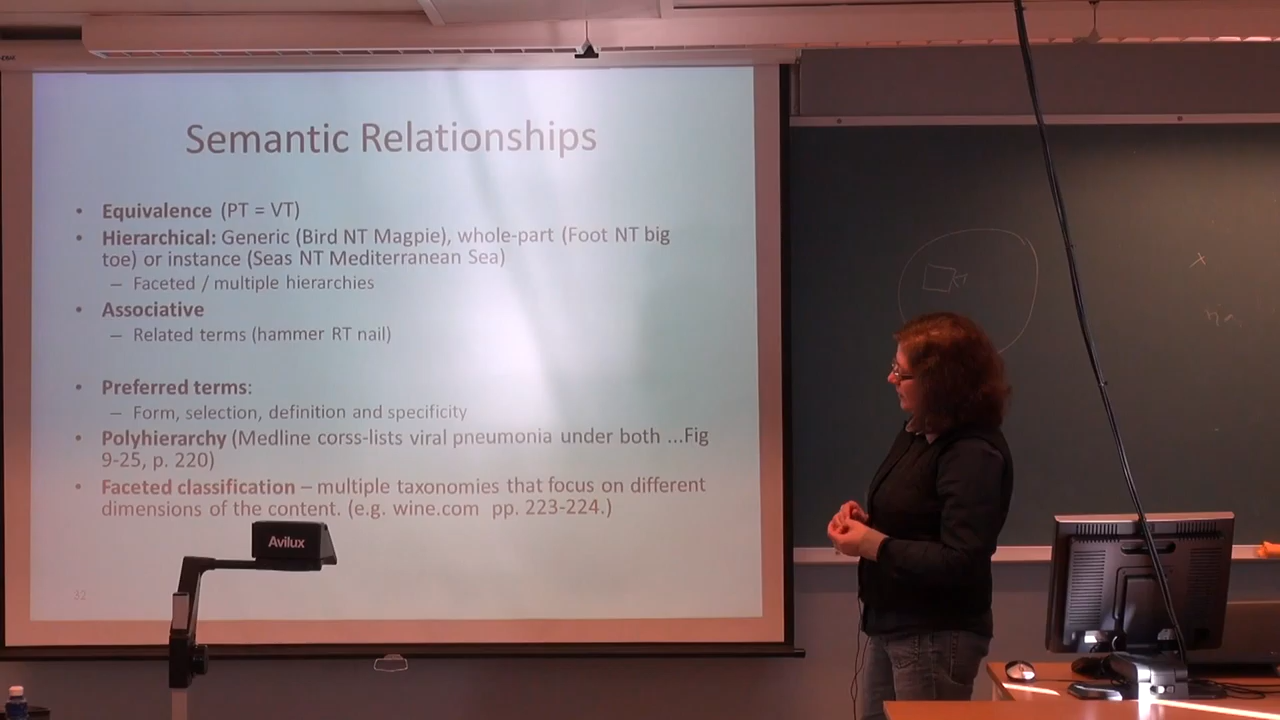 Semantic Relationships
• Equivalence (PT = VT)
• Hierarchical: Generic (Bird NT Magpie), whole-part (Foot NT big
toe) or instance (Seas NT Mediterranean Sea)
– Faceted / multiple hierarchies
• Associative
– Related terms (hammer RT nail)
• Preferred terms:
– Form, selection, definition and specificity
• Polyhierarchy (Medline corss-lists viral pneumonia under both ...Fig
9-25, p. 220)
• Faceted classification – multiple taxonomies that focus on different
dimensions of the content. (e.g. wine.com pp. 223-224.)
32
Avilux